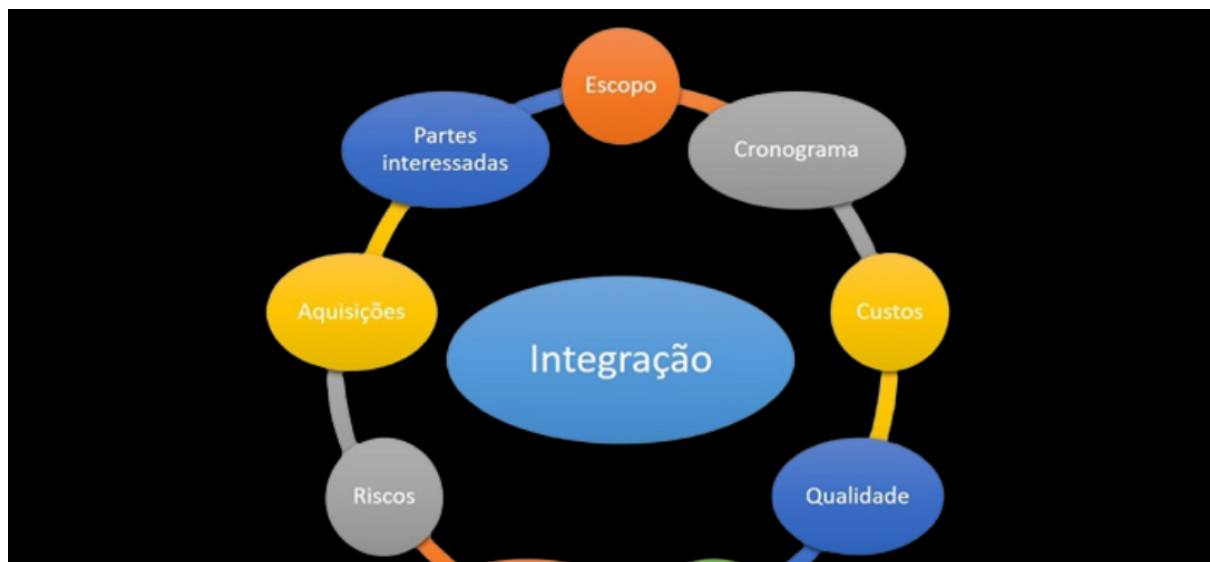 Escopo
Partes
interessadas
Cronograma
Aquisições
Custos
Integração
Riscos
Qualidade